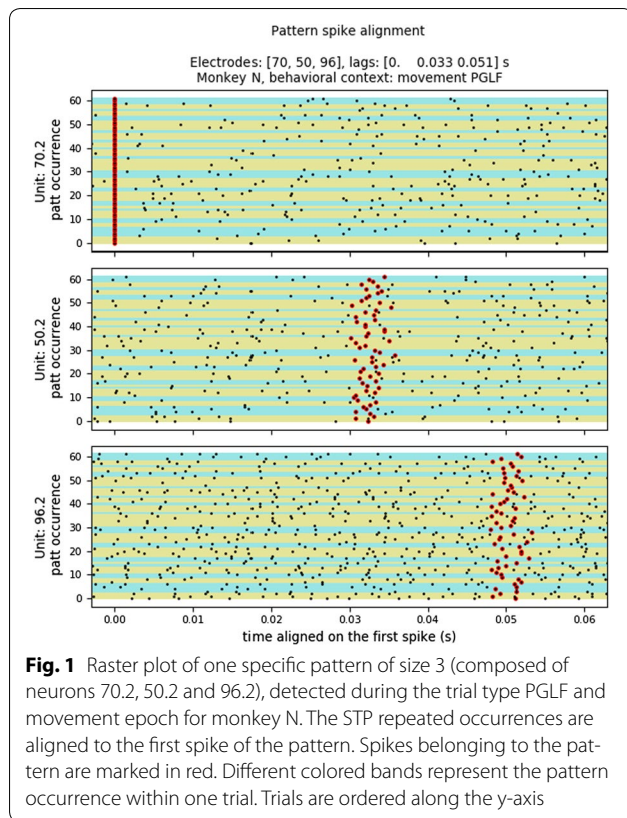 Pattern spike alignment
Electrodes: [70, 50, 96], lags: [0. 0.033 0.051] s
Monkey N, behavioral context: movement PGLF
Unit: 70.2
patt occurrence
60
50
40
30
20
10
0
Unit: 50.2
patt occurrence
60
50
40
30
20
10
0
Unit: 96.2
patt occurrence
60
50
40
30
20
10
0
0.00 0.01 0.02 0.03 0.04 0.05 0.06
time aligned on the first spike (s)
Fig. 1 Raster plot of one specific pattern of size 3 (composed of
neurons 70.2, 50.2 and 96.2), detected during the trial type PGLF and
movement epoch for monkey N. The STP repeated occurrences are
aligned to the first spike of the pattern. Spikes belonging to the pat-
tern are marked in red. Different colored bands represent the pattern
occurrence within one trial. Trials are ordered along the y-axis